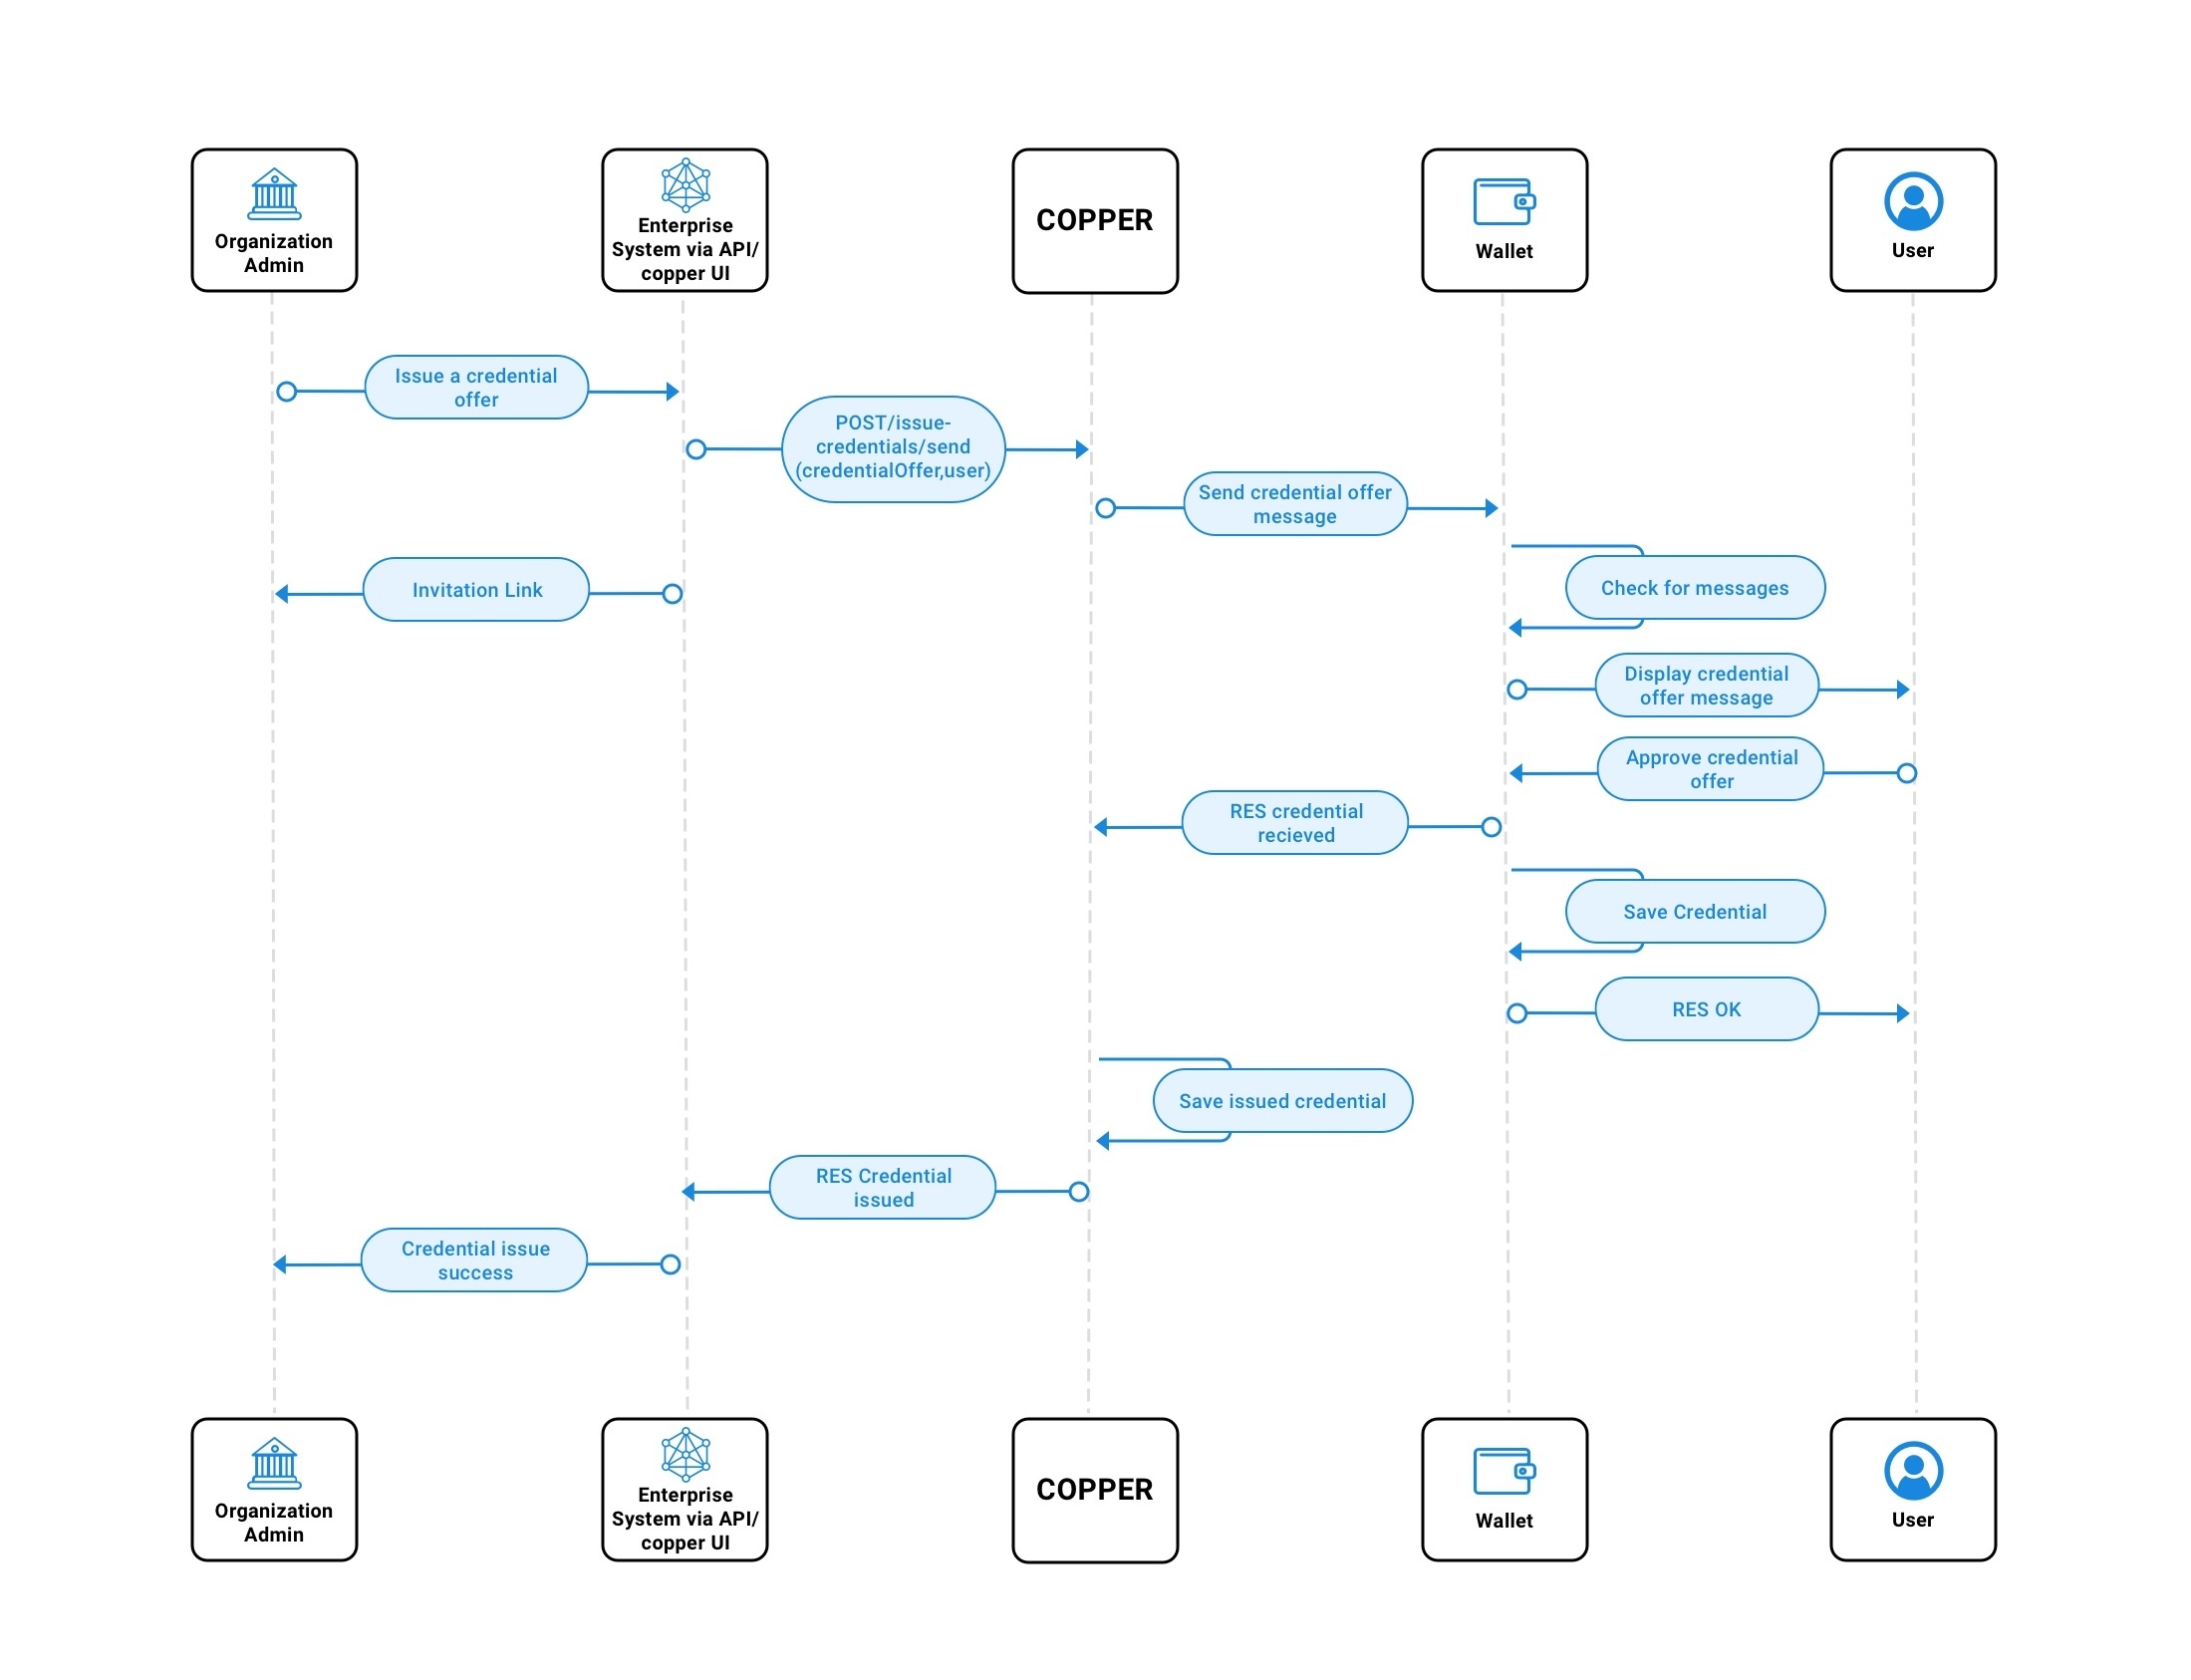 Organization
Admin
Enterprise
System via API/
copper UI
COPPER
Wallet
User
Issue a credential
offer
POST/issue-
credentials/send
(credentialOffer,user)
Send credential offer
message
Invitation Link
Check for messages
Display credential
offer message
Approve credential
offer
RES credential
recieved
Save Credential
RES OK
Save issued credential
RES Credential
issued
Credential issue
success
Organization
Admin
Enterprise
System via API/
copper UI
COPPER
Wallet
User